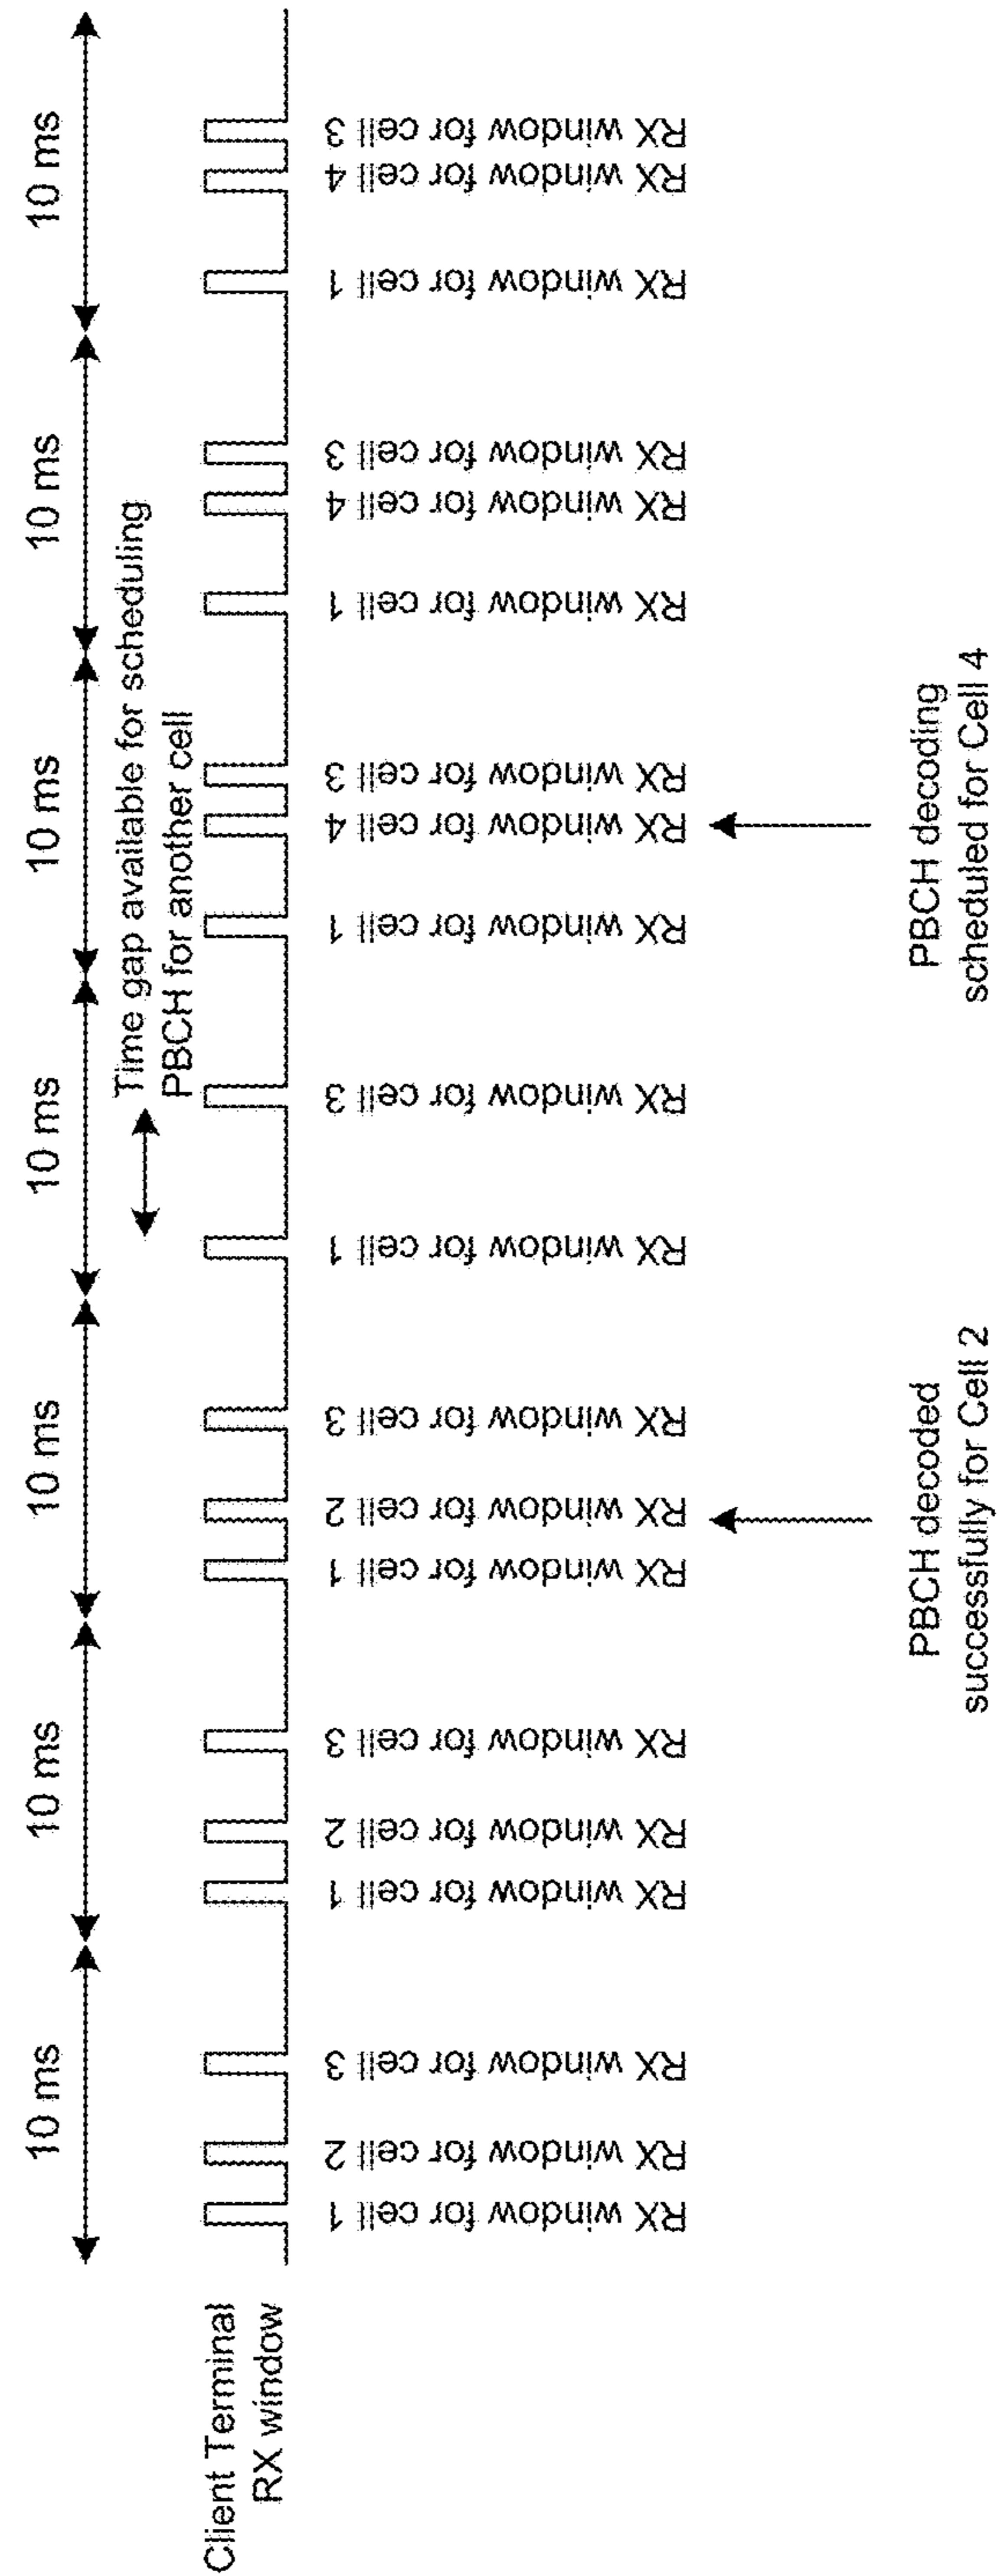 10 ms
10 ms
10 ms
10 ms
10 ms
10 ms
10 ms
Time gap available for scheduling
PBCH for another cell
Client Terminal
RX window
RX window for cell 1
RX window for cell 2
RX window for cell 3
RX window for cell 1
RX window for cell 2
RX window for cell 3
RX window for cell 1
RX window for cell 2
RX window for cell 3
RX window for cell 1
RX window for cell 3
RX window for cell 1
RX window for cell 4
RX window for cell 3
RX window for cell 1
RX window for cell 4
RX window for cell 3
RX window for cell 1
RX window for cell 4
RX window for cell 3
PBCH decoded
successfully for Cell 2
PBCH decoding
scheduled for Cell 4